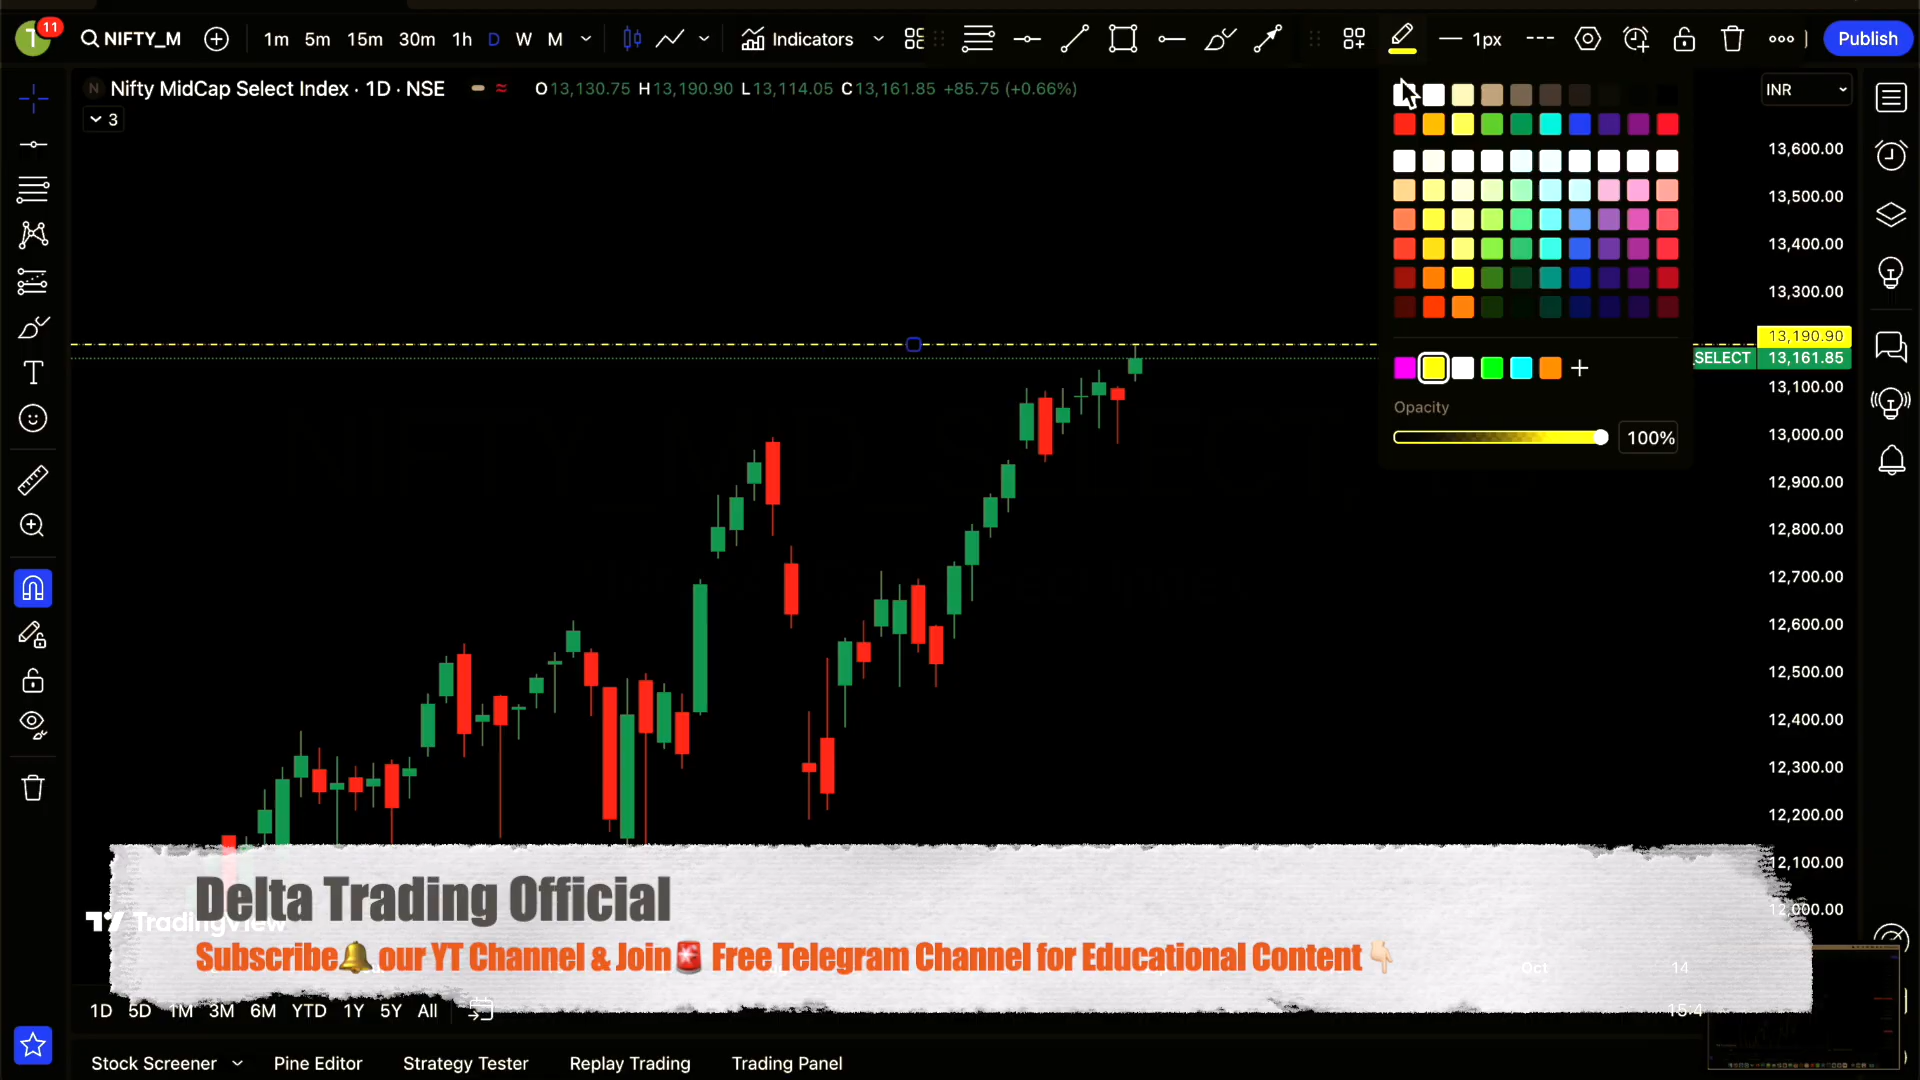 T 11 NIFTY_M 1m 5m 15m 30m 1h D W M Indicators 1px Publish
N Nifty MidCap Select Index · 1D · NSE O13,130.75 H13,190.90 L13,114.05 C13,161.85 +85.75 (+0.66%) INR
3
13,600.00
13,500.00
13,400.00
13,300.00
13,190.90
SELECT 13,161.85
13,100.00
Opacity
100%
13,000.00
12,900.00
12,800.00
12,700.00
12,600.00
12,500.00
12,400.00
12,300.00
12,200.00
12,100.00
12,000.00
Delta Trading Official
TradingView
Subscribe🔔 our YT Channel & Join🚨 Free Telegram Channel for Educational Content👇🏻
Oct 14
1D 5D 1M 3M 6M YTD 1Y 5Y All 15:4
Stock Screener Pine Editor Strategy Tester Replay Trading Trading Panel